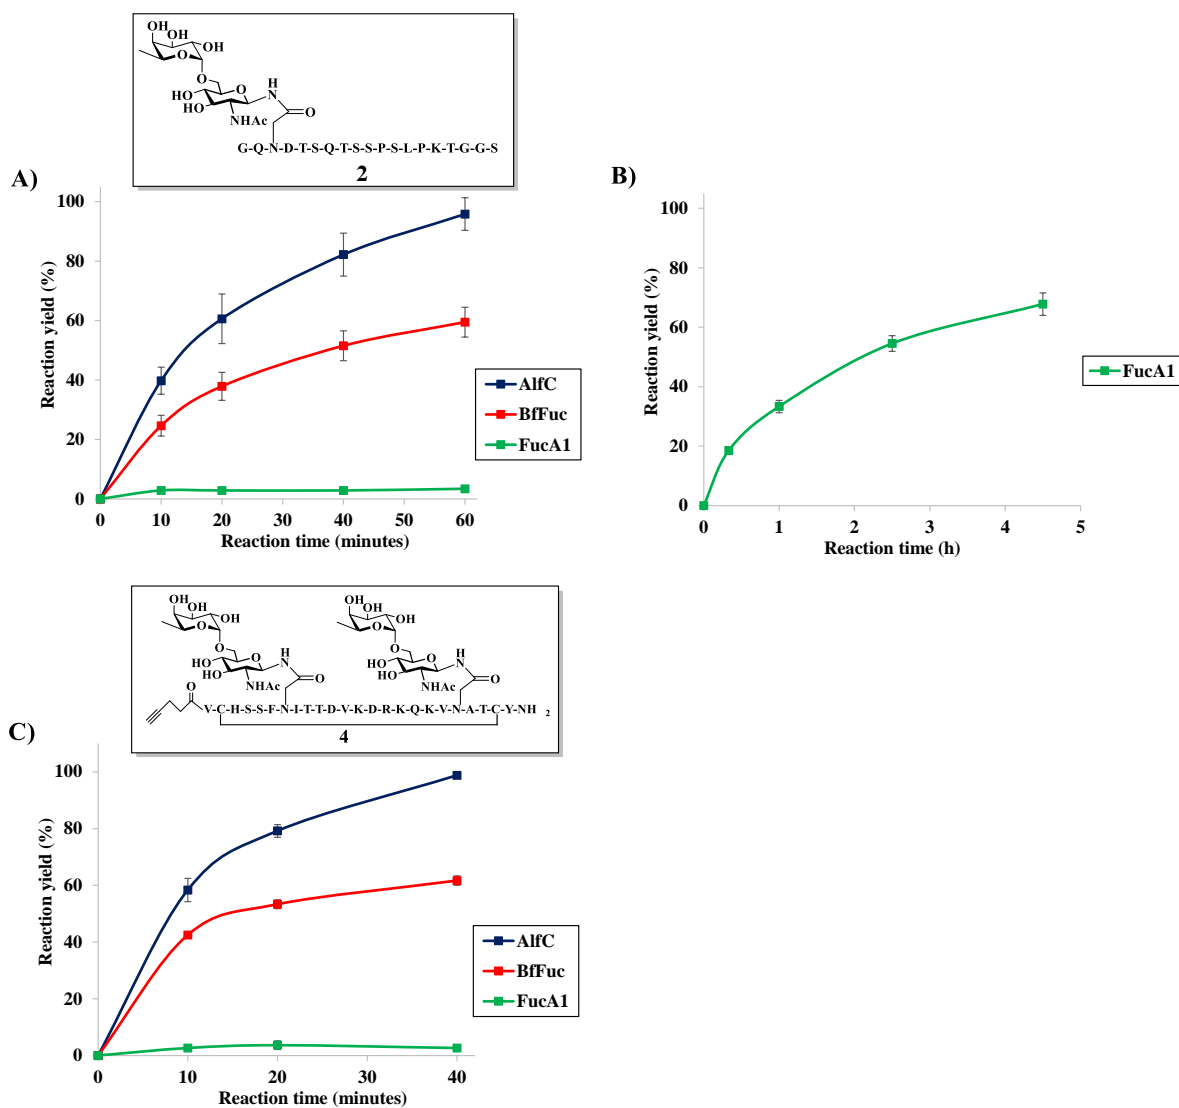 OH
OH
OH
O
O
HO
HO
O
H
N
NHAc
O
G-Q-N-D-T-S-Q-T-S-S-P-S-L-P-K-T-G-G-S
2
A)
Reaction yield (%)
100
80
60
40
20
0
0 10 20 30 40 50 60
Reaction time (minutes)
AlfC
BfFuc
FucA1
B)
Reaction yield (%)
100
80
60
40
20
0
0 1 2 3 4 5
Reaction time (h)
FucA1
OH
OH
OH
O
O
HO
HO
O
H
N
NHAc
O
OH
OH
OH
O
O
HO
HO
O
H
N
NHAc
O
O
V-C-H-S-S-F-N-I-T-T-D-V-K-D-R-K-Q-K-V-N-A-T-C-Y-NH 2
4
C)
Reaction yield (%)
100
80
60
40
20
0
0 10 20 30 40
Reaction time (minutes)
AlfC
BfFuc
FucA1